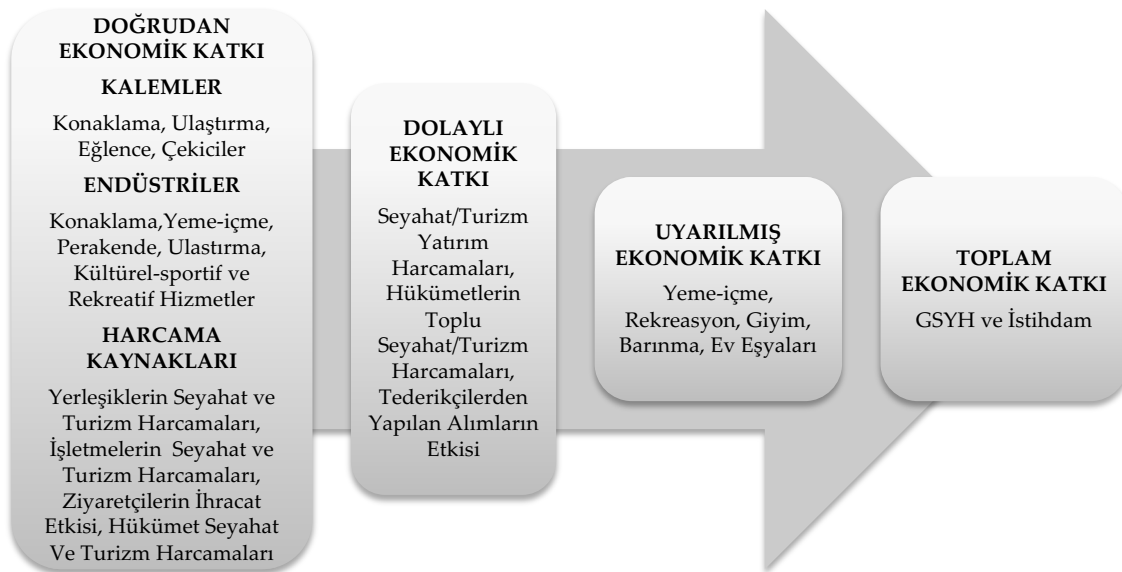 DOĞRUDAN
EKONOMİK KATKI
KALEMLER
Konaklama, Ulaştırma,
Eğlence, Çekiciler
ENDÜSTRİLER
Konaklama,Yeme-içme,
Perakende, Ulastırma,
Kültürel-sportif ve
Rekreatif Hizmetler
HARCAMA
KAYNAKLARI
Yerleşiklerin Seyahat ve
Turizm Harcamaları,
İşletmelerin Seyahat ve
Turizm Harcamaları,
Ziyaretçilerin İhracat
Etkisi, Hükümet Seyahat
Ve Turizm Harcamaları
DOLAYLI
EKONOMİK
KATKI
Seyahat/Turizm
Yatırım
Harcamaları,
Hükümetlerin
Toplu
Seyahat/Turizm
Harcamaları,
Tederikçilerden
Yapılan Alımların
Etkisi
UYARILMIŞ
EKONOMİK KATKI
Yeme-içme,
Rekreasyon, Giyim,
Barınma, Ev Eşyaları
TOPLAM
EKONOMİK KATKI
GSYH ve İstihdam